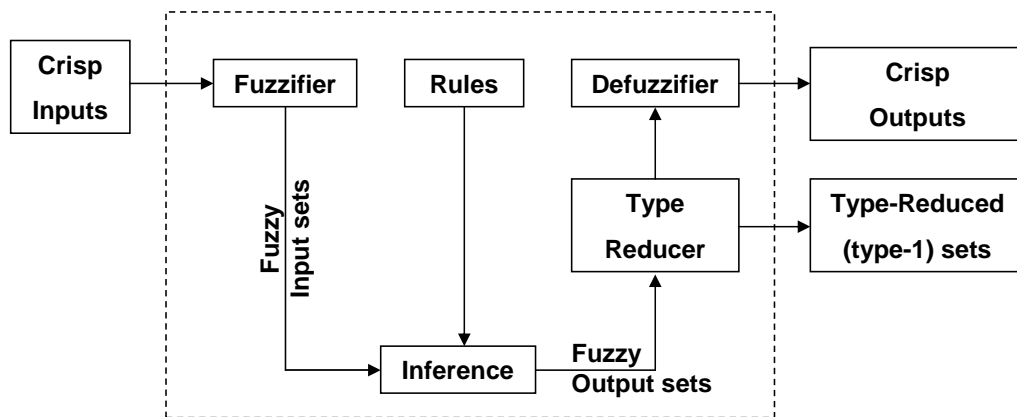 Crisp
Inputs
Fuzzifier
Rules
Defuzzifier
Crisp
Outputs
Fuzzy
Input sets
Type
Reducer
Type-Reduced
(type-1) sets
Inference
Fuzzy
Output sets